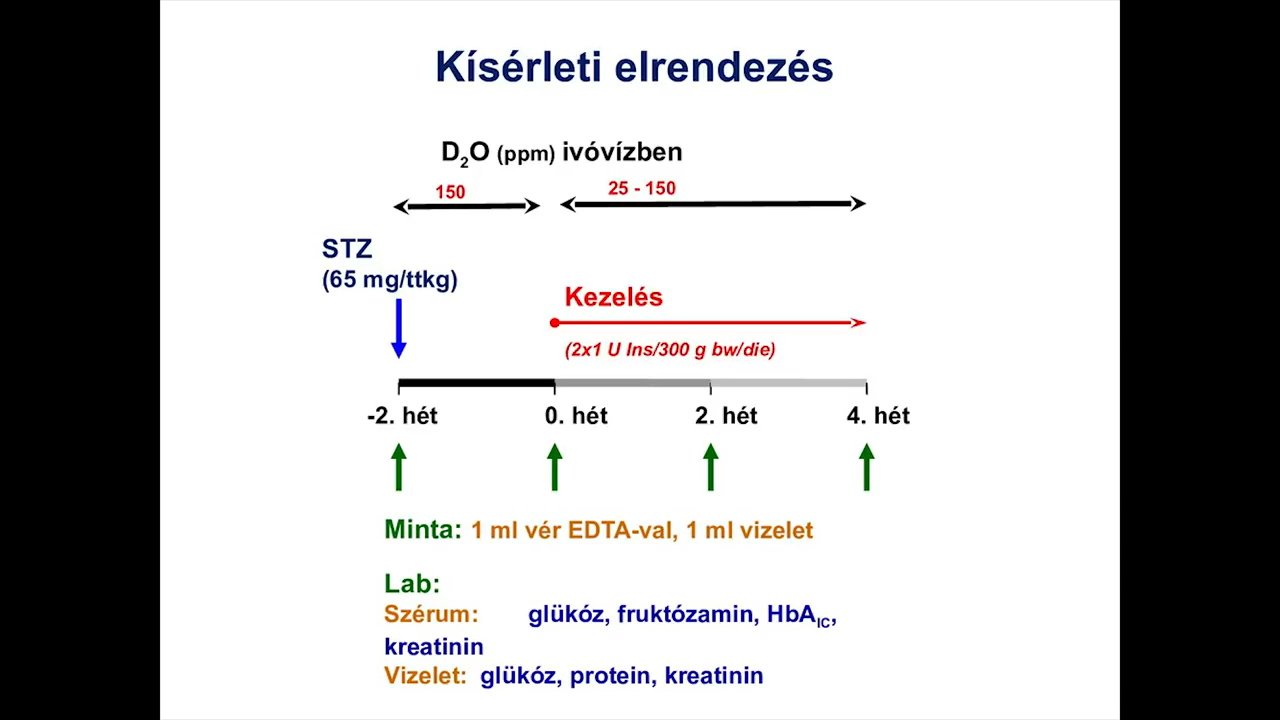 Kísérleti elrendezés
D₂O (ppm) ivóvízben
150
25 - 150
STZ
(65 mg/ttkg)
Kezelés
(2x1 U Ins/300 g bw/die)
-2. hét
0. hét
2. hét
4. hét
Minta: 1 ml vér EDTA-val, 1 ml vizelet
Lab:
Szérum: glükóz, fruktózamin, HbA_IC,
kreatinin
Vizelet: glükóz, protein, kreatinin